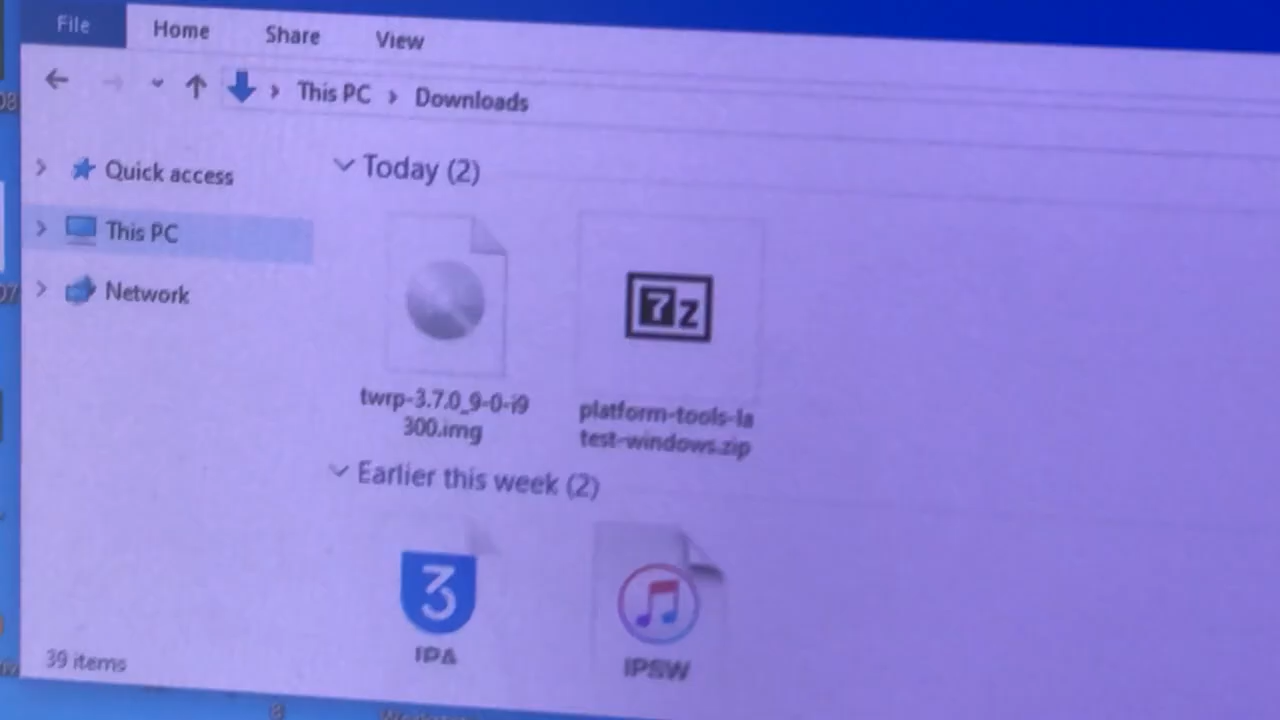 File Home Share View
This PC Downloads
Today (2)
Quick access
This PC
Network
7z
twrp-3.7.0_9-0-i9
300.img
platform-tools-la
test-windows.zip
Earlier this week (2)
3
IPA
IPSW
39 items